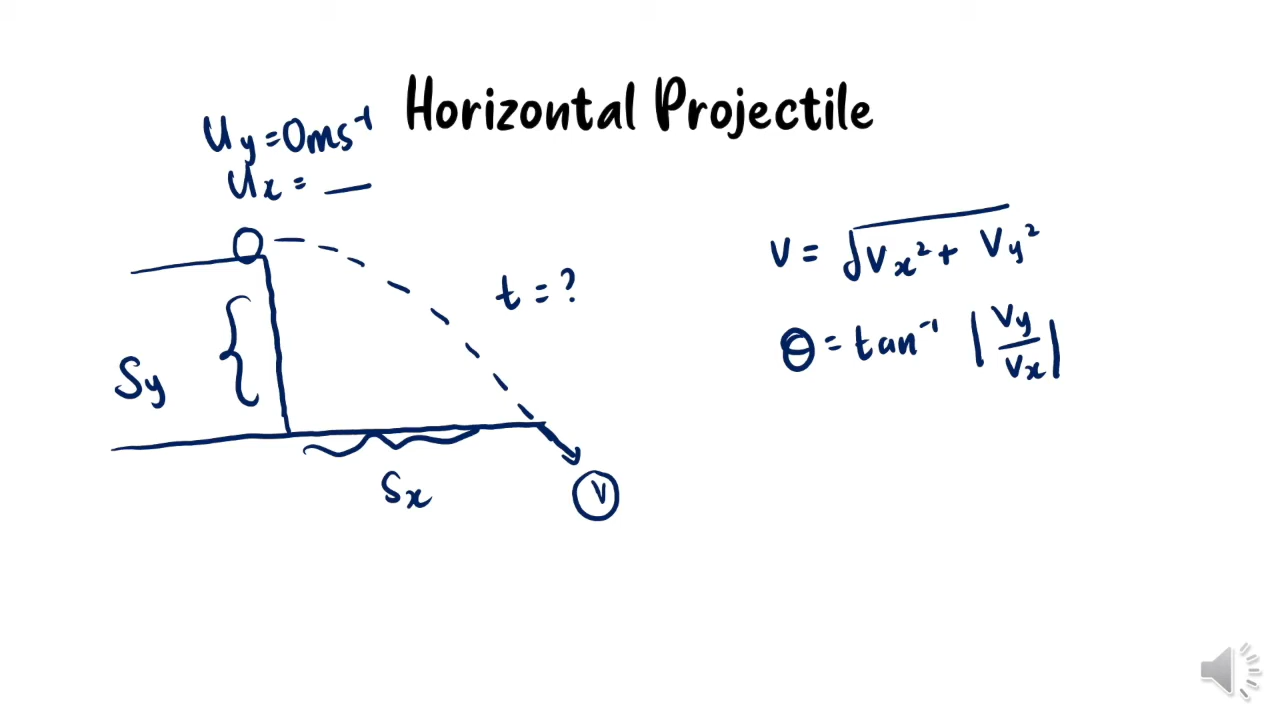 Horizontal Projectile
Uy = 0ms⁻¹
Ux = __
t = ?
Sy
Sx
V
V = √Vx² + Vy²
θ = tan⁻¹ |Vy/Vx|